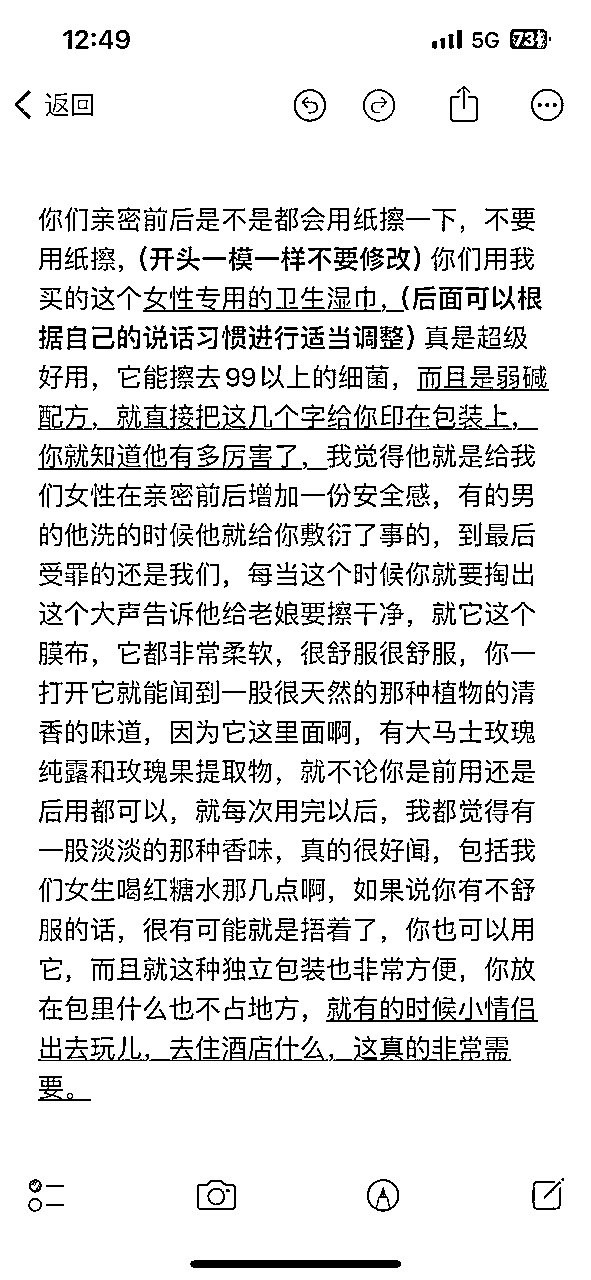 12:49
5G 73
返回
你们亲密前后是不是都会用纸擦一下，不要
用纸擦，（开头一模一样不要修改）你们用我
买的这个女性专用的卫生湿巾，（后面可以根
据自己的说话习惯进行适当调整）真是超级
好用，它能擦去99以上的细菌，而且是弱碱
配方，就直接把这几个字给你印在包装上，
你就知道他有多厉害了，我觉得他就是给我
们女性在亲密前后增加一份安全感，有的男
的他洗的时候他就给你敷衍了事的，到最后
受罪的还是我们，每当这个时候你就要掏出
这个大声告诉他给老娘要擦干净，就它这个
膜布，它都非常柔软，很舒服很舒服，你一
打开它就能闻到一股很天然的那种植物的清
香的味道，因为它这里面啊，有大马士玫瑰
纯露和玫瑰果提取物，就不论你是前用还是
后用都可以，就每次用完以后，我都觉得有
一股淡淡的那种香味，真的很好闻，包括我
们女生喝红糖水那几点啊，如果说你有不舒
服的话，很有可能就是捂着了，你也可以用
它，而且就这种独立包装也非常方便，你放
在包里什么也不占地方，就有的时候小情侣
出去玩儿，去住酒店什么，这真的非常需
要。